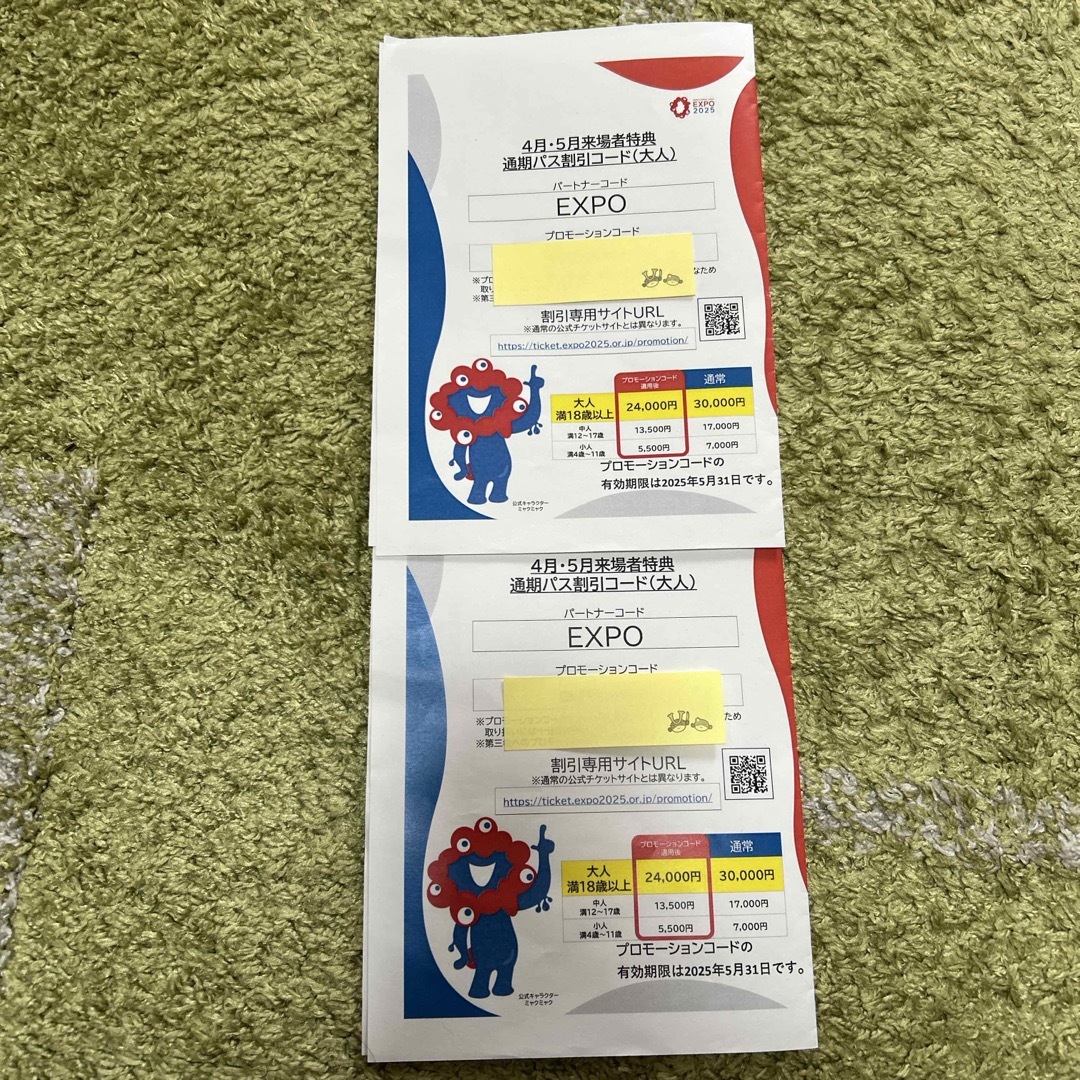 EXPO
2025
4月・5月来場者特典
通期パス割引コード(大人)
パートナーコード
EXPO
プロモーションコード
※プロ
なため
取り
※第三
割引専用サイトURL
※通常の公式チケットサイトとは異なります。
https://ticket.expo2025.or.jp/promotion/
プロモーションコード
適用後
通常
大人
満18歳以上
24,000円
30,000円
中人
満12～17歳
13,500円
17,000円
小人
満4歳～11歳
5,500円
7,000円
プロモーションコードの
有効期限は2025年5月31日です。
公式キャラクター
ミャクミャク
4月・5月来場者特典
通期パス割引コード(大人)
パートナーコード
EXPO
プロモーションコード
※プロ
ため
取り
※第三
割引専用サイトURL
※通常の公式チケットサイトとは異なります。
https://ticket.expo2025.or.jp/promotion/
プロモーションコード
適用後
通常
大人
満18歳以上
24,000円
30,000円
中人
満12～17歳
13,500円
17,000円
小人
満4歳～11歳
5,500円
7,000円
プロモーションコードの
有効期限は2025年5月31日です。
公式キャラクター
ミャクミャク